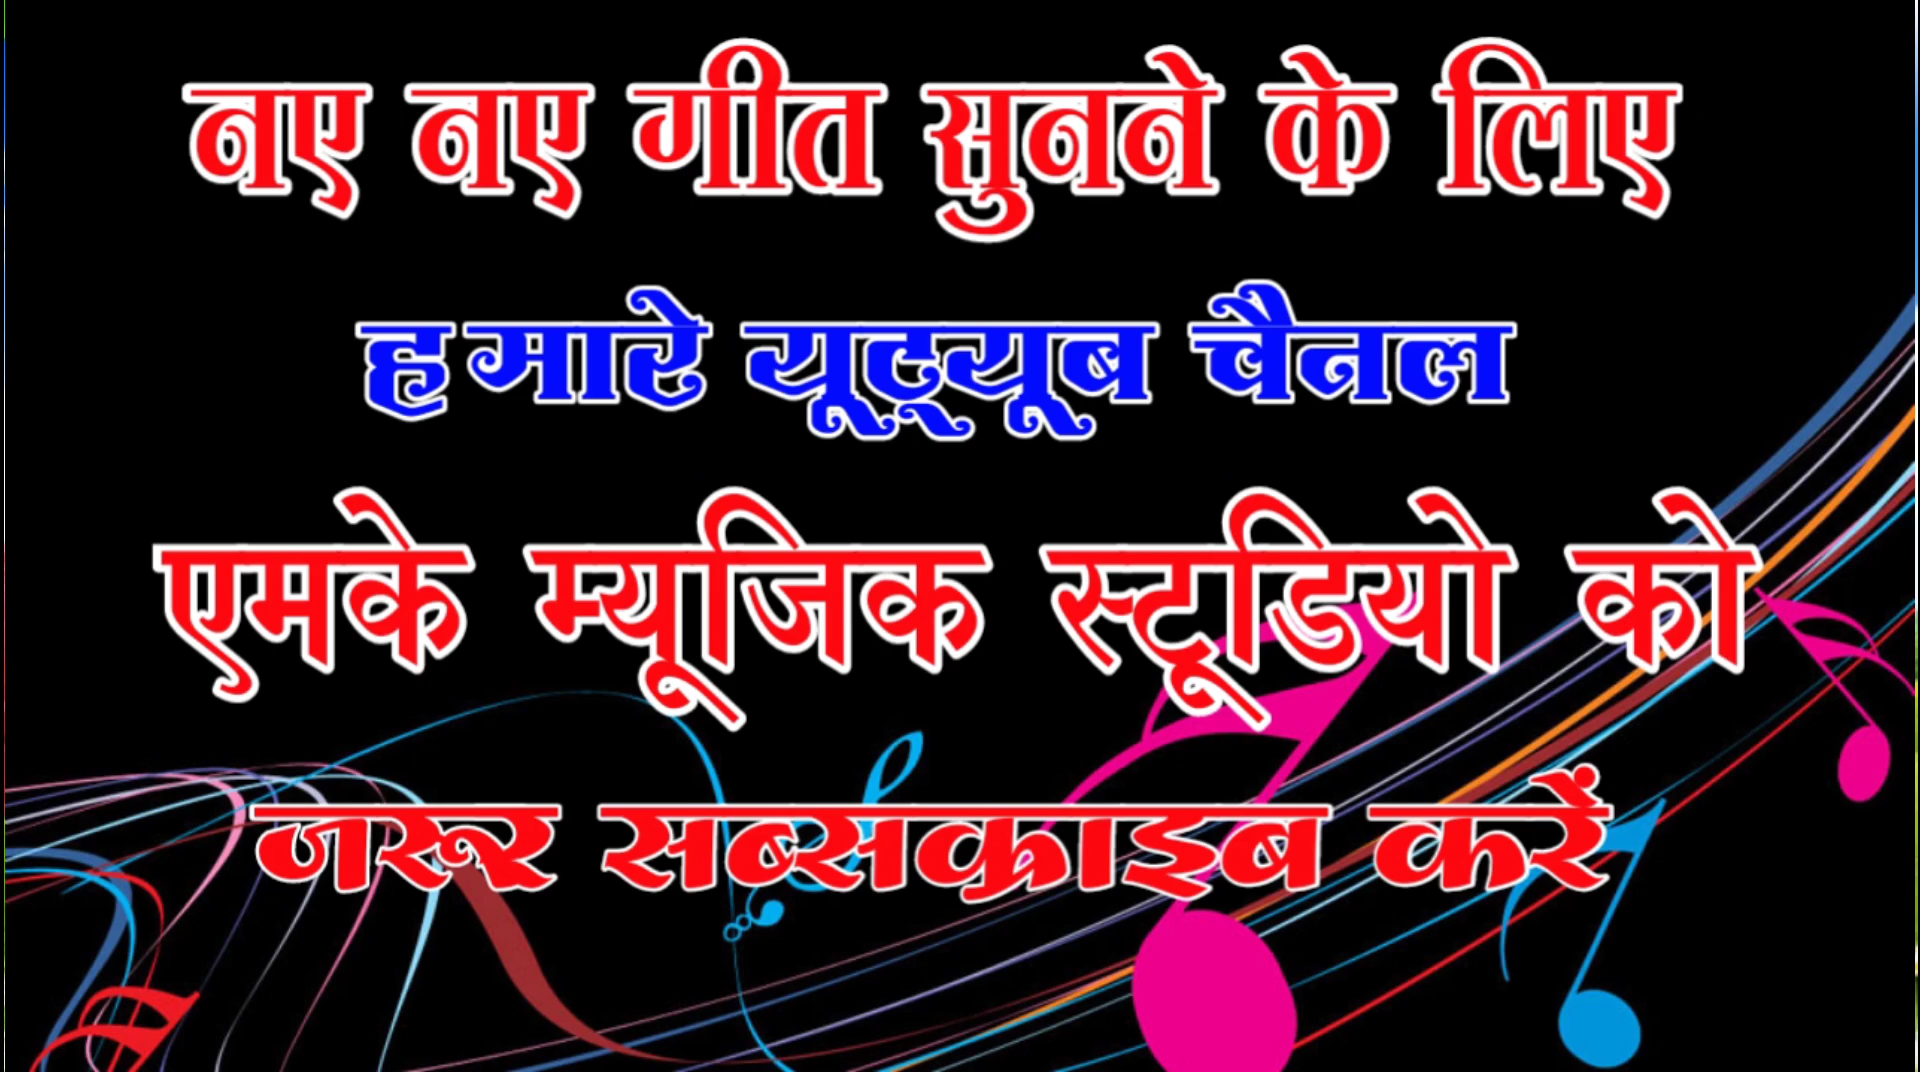 नए नए गीत सुनने के लिए
हमारे यूट्यूब चैनल
एमके म्यूजिक स्टूडियो को
जरूर सब्सक्राइब करें